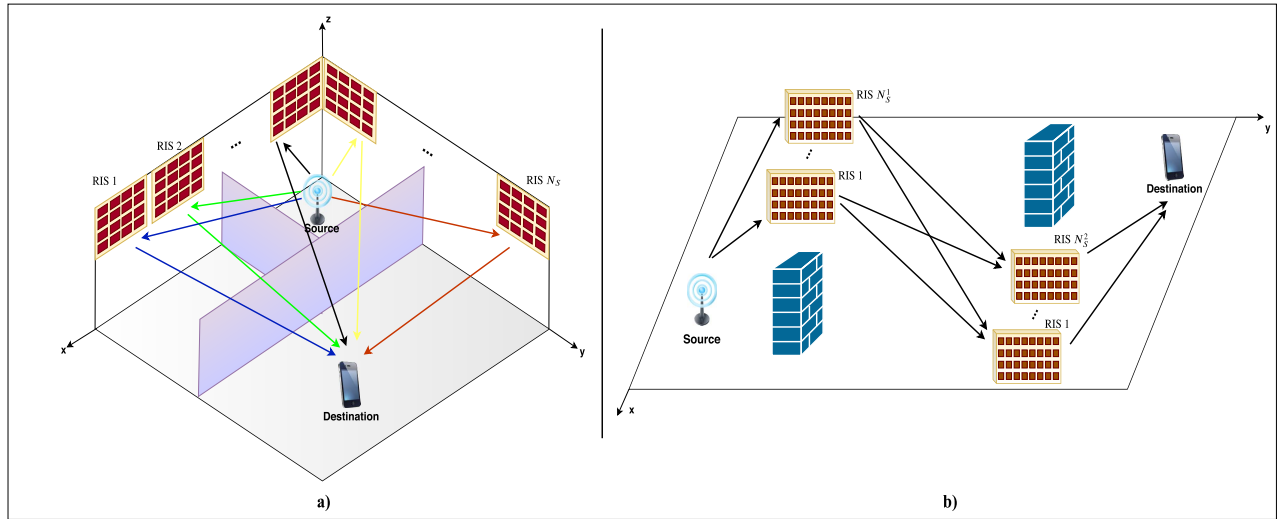 z
RIS 2
...
...
RIS 1
RIS $N_S$
Source
x
y
Destination
a)
RIS $N_S^1$
y
...
RIS 1
Destination
RIS $N_S^2$
Source
...
RIS 1
x
b)